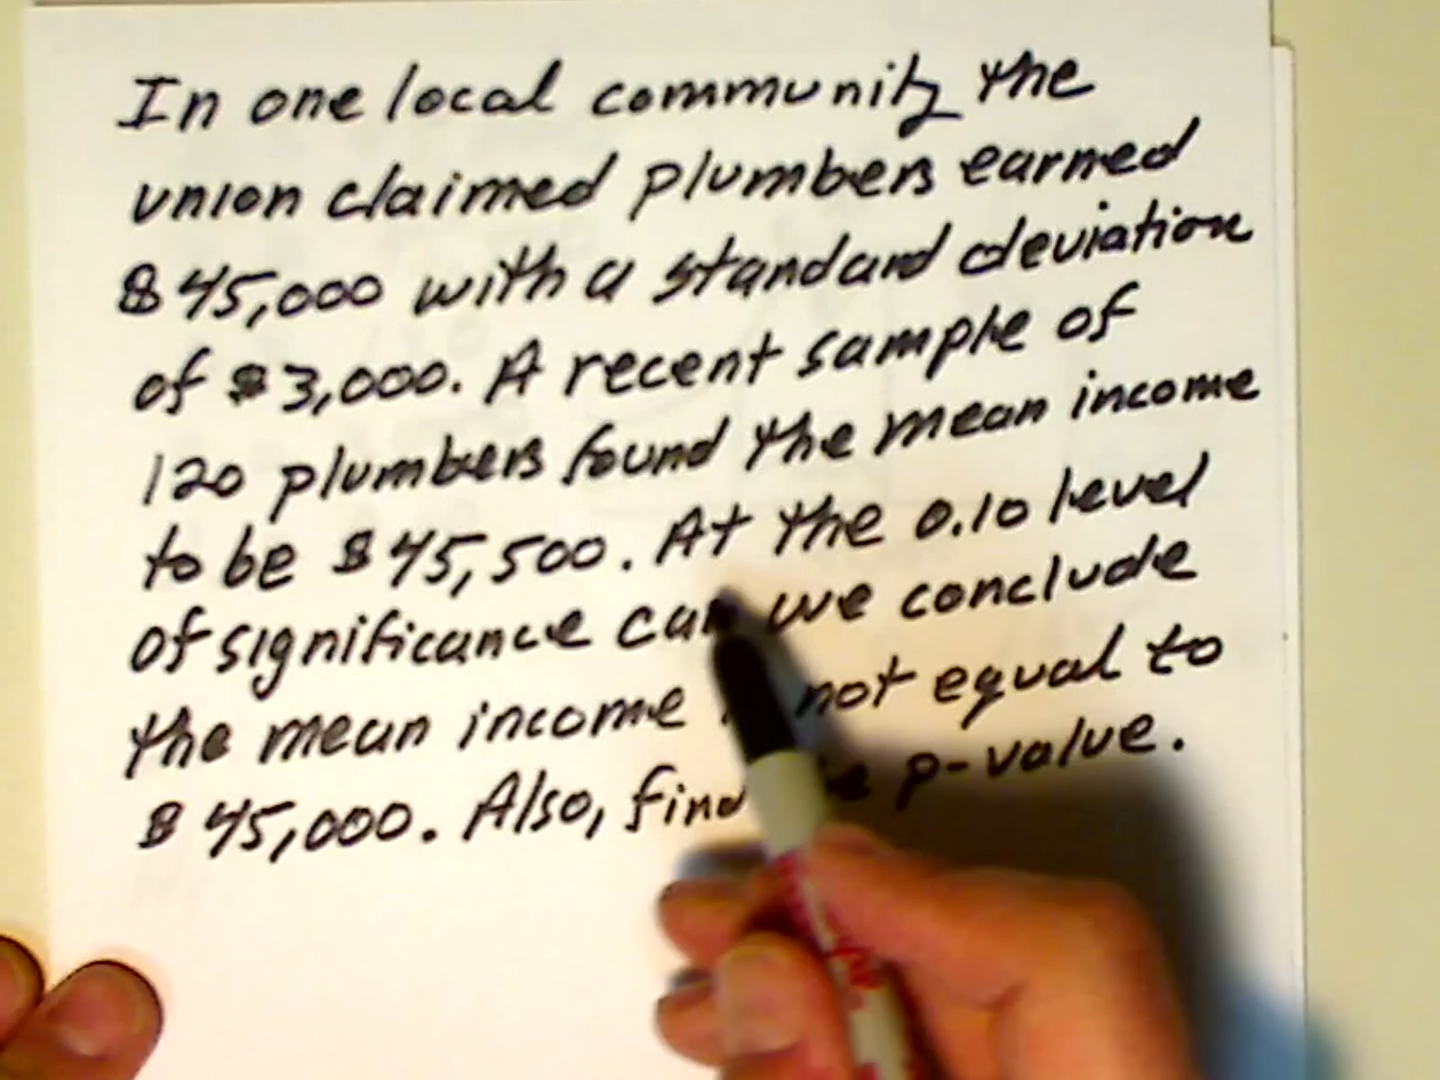 In one local community the
union claimed plumbers earned
$45,000 with a standard deviation
of $3,000. A recent sample of
120 plumbers found the mean income
to be $45,500. At the 0.10 level
of significance can we conclude
the mean income not equal to
$45,000. Also, find p-value.